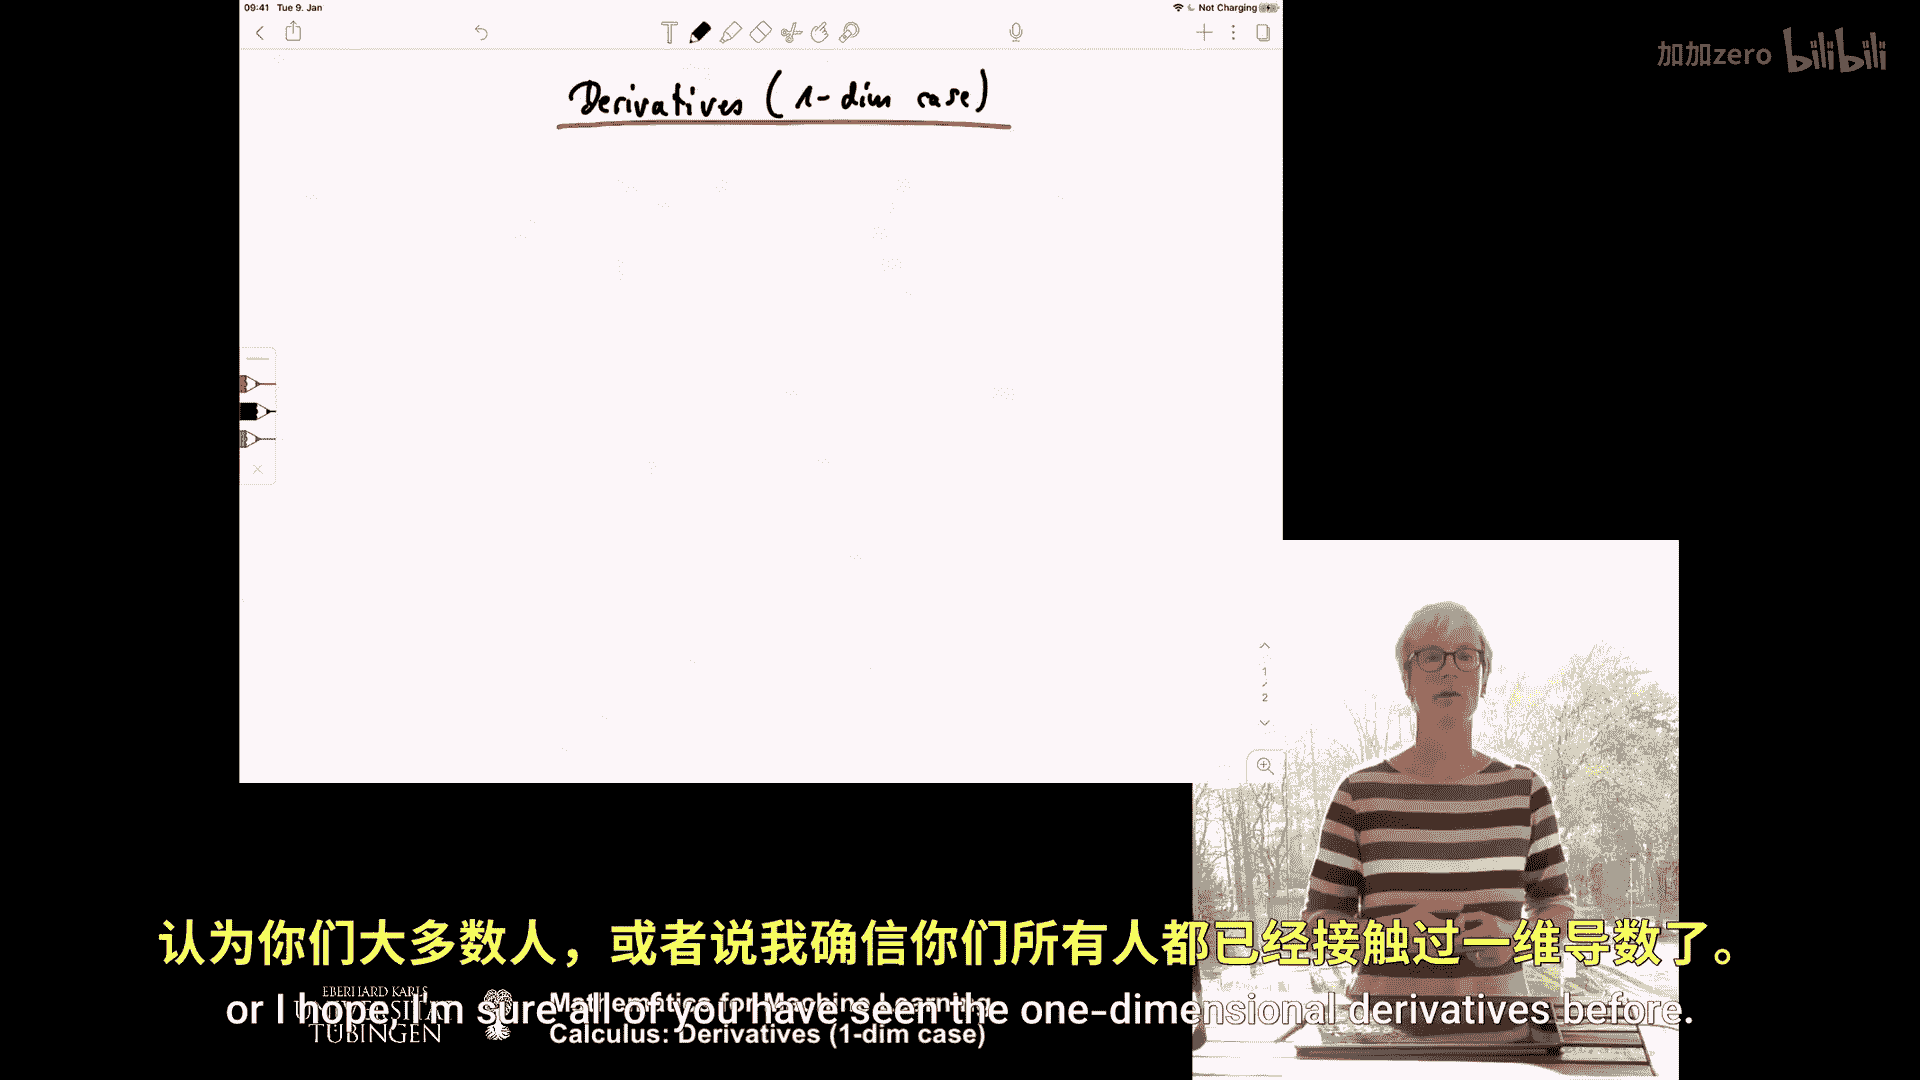 09:41 Tue 9. Jan
Not Charging
加加zero bilibili
Derivatives (1-dim case)
1
2
认为你们大多数人，或者说我确信你们所有人都已经接触过一维导数了。
or I hope, I'm sure all of you have seen the one-dimensional derivatives before.
EBERHARD KARLS
UNIVERSITÄT
TÜBINGEN
Mathematics for Machine Learning
Calculus: Derivatives (1-dim case)